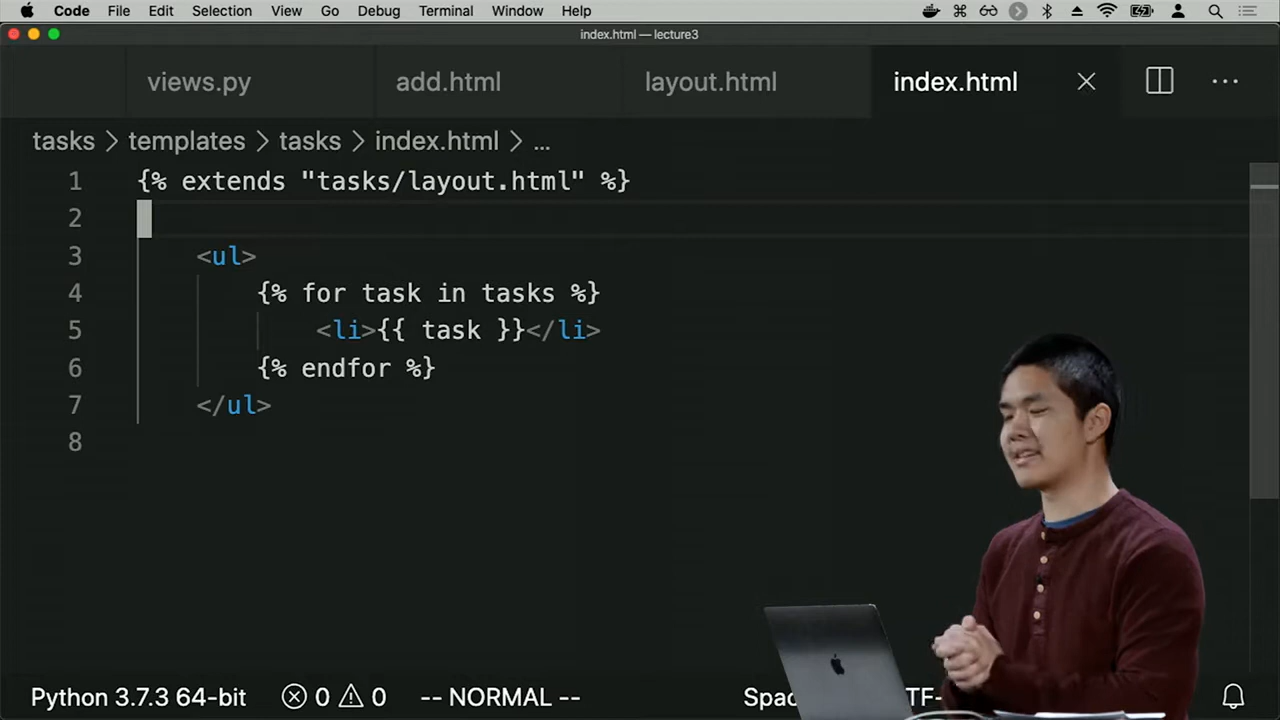 Code File Edit Selection View Go Debug Terminal Window Help
index.html — lecture3
views.py add.html layout.html index.html
tasks > templates > tasks > index.html > ...
1 {% extends "tasks/layout.html" %}
2
3 <ul>
4 {% for task in tasks %}
5 <li>{{ task }}</li>
6 {% endfor %}
7 </ul>
8
Python 3.7.3 64-bit 0 0 -- NORMAL -- Spac TF-